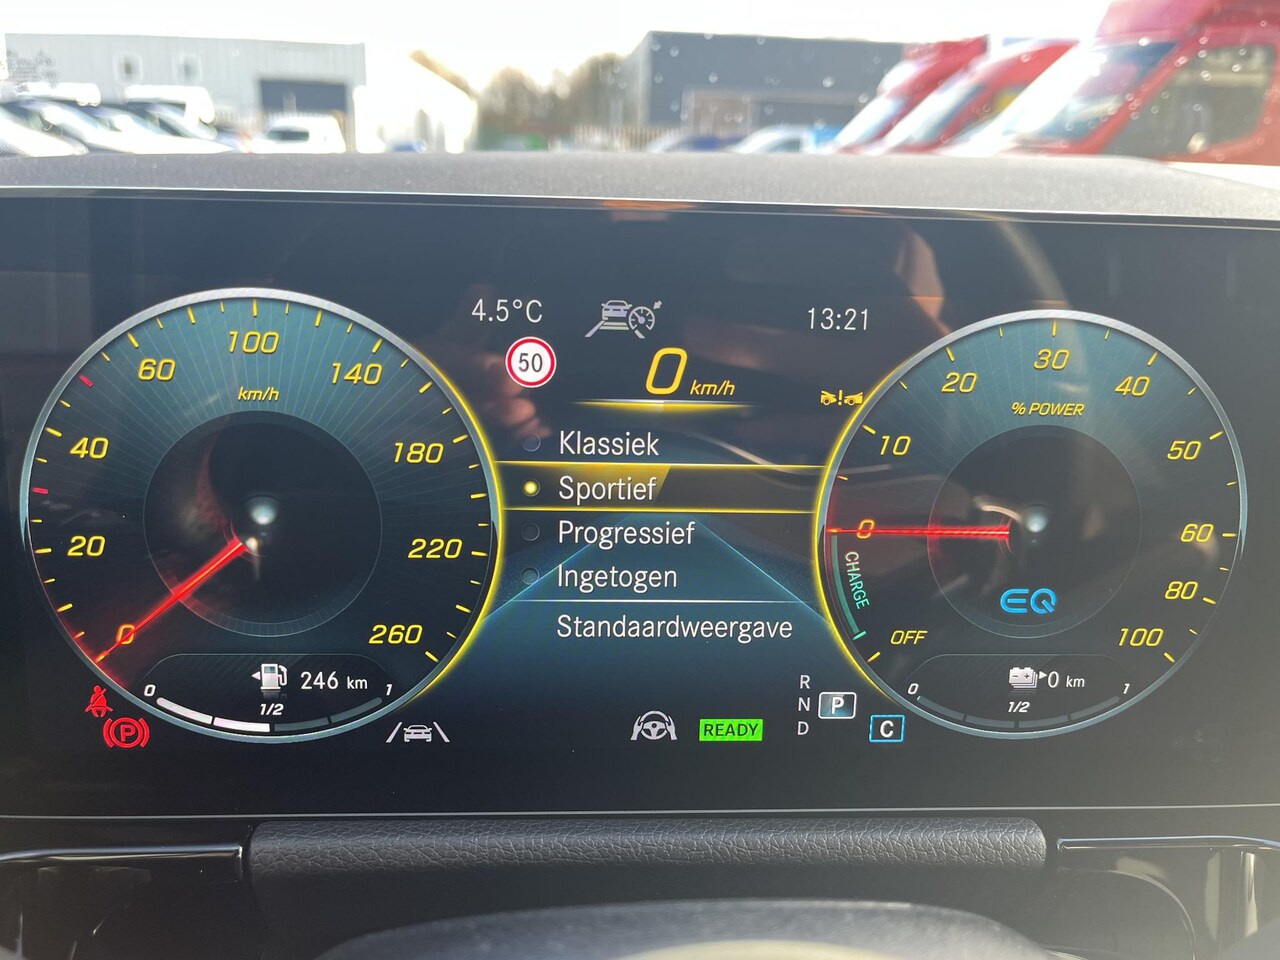 4.5°C
13:21
50
0 km/h
Klassiek
Sportief
Progressief
Ingetogen
Standaardweergave
0
20
40
60
100
140
180
220
260
km/h
246 km
0
1/2
1
P
READY
R
N
D
P
C
OFF
CHARGE
0
10
20
30
40
50
60
80
100
% POWER
EQ
0 km
0
1/2
1